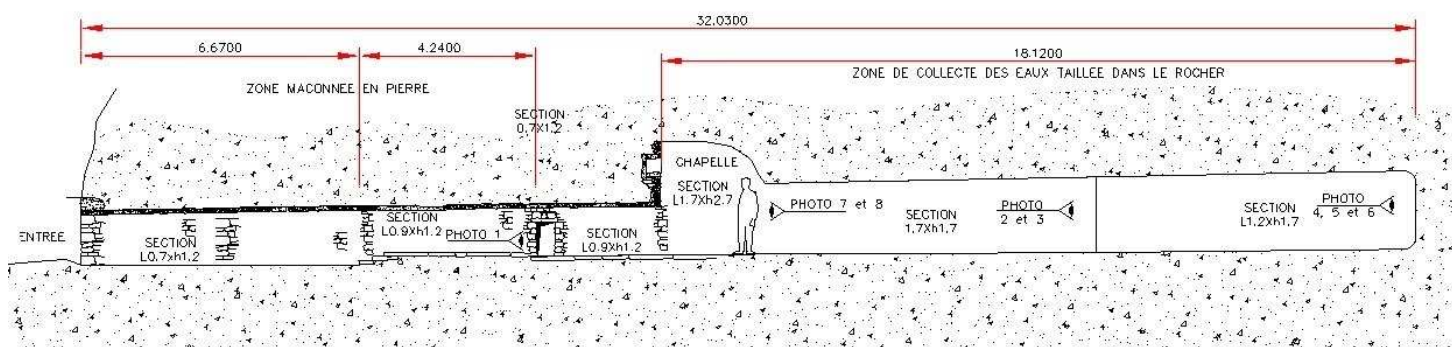 32.0300
6.6700
4.2400
18.1200
ZONE DE COLLECTE DES EAUX TAILLEE DANS LE ROCHER
ZONE MACONNEE EN PIERRE
SECTION
0.7X1.2
CHAPELLE
SECTION
L1.7Xh2.7
ENTREE
SECTION
L0.7xh1.2
SECTION
L0.9Xh1.2
PHOTO 1
SECTION
L0.9Xh1.2
PHOTO 7 et 8
SECTION
1.7Xh1.7
PHOTO
2 et 3
SECTION
L1.2Xh1.7
PHOTO
4, 5 et 6